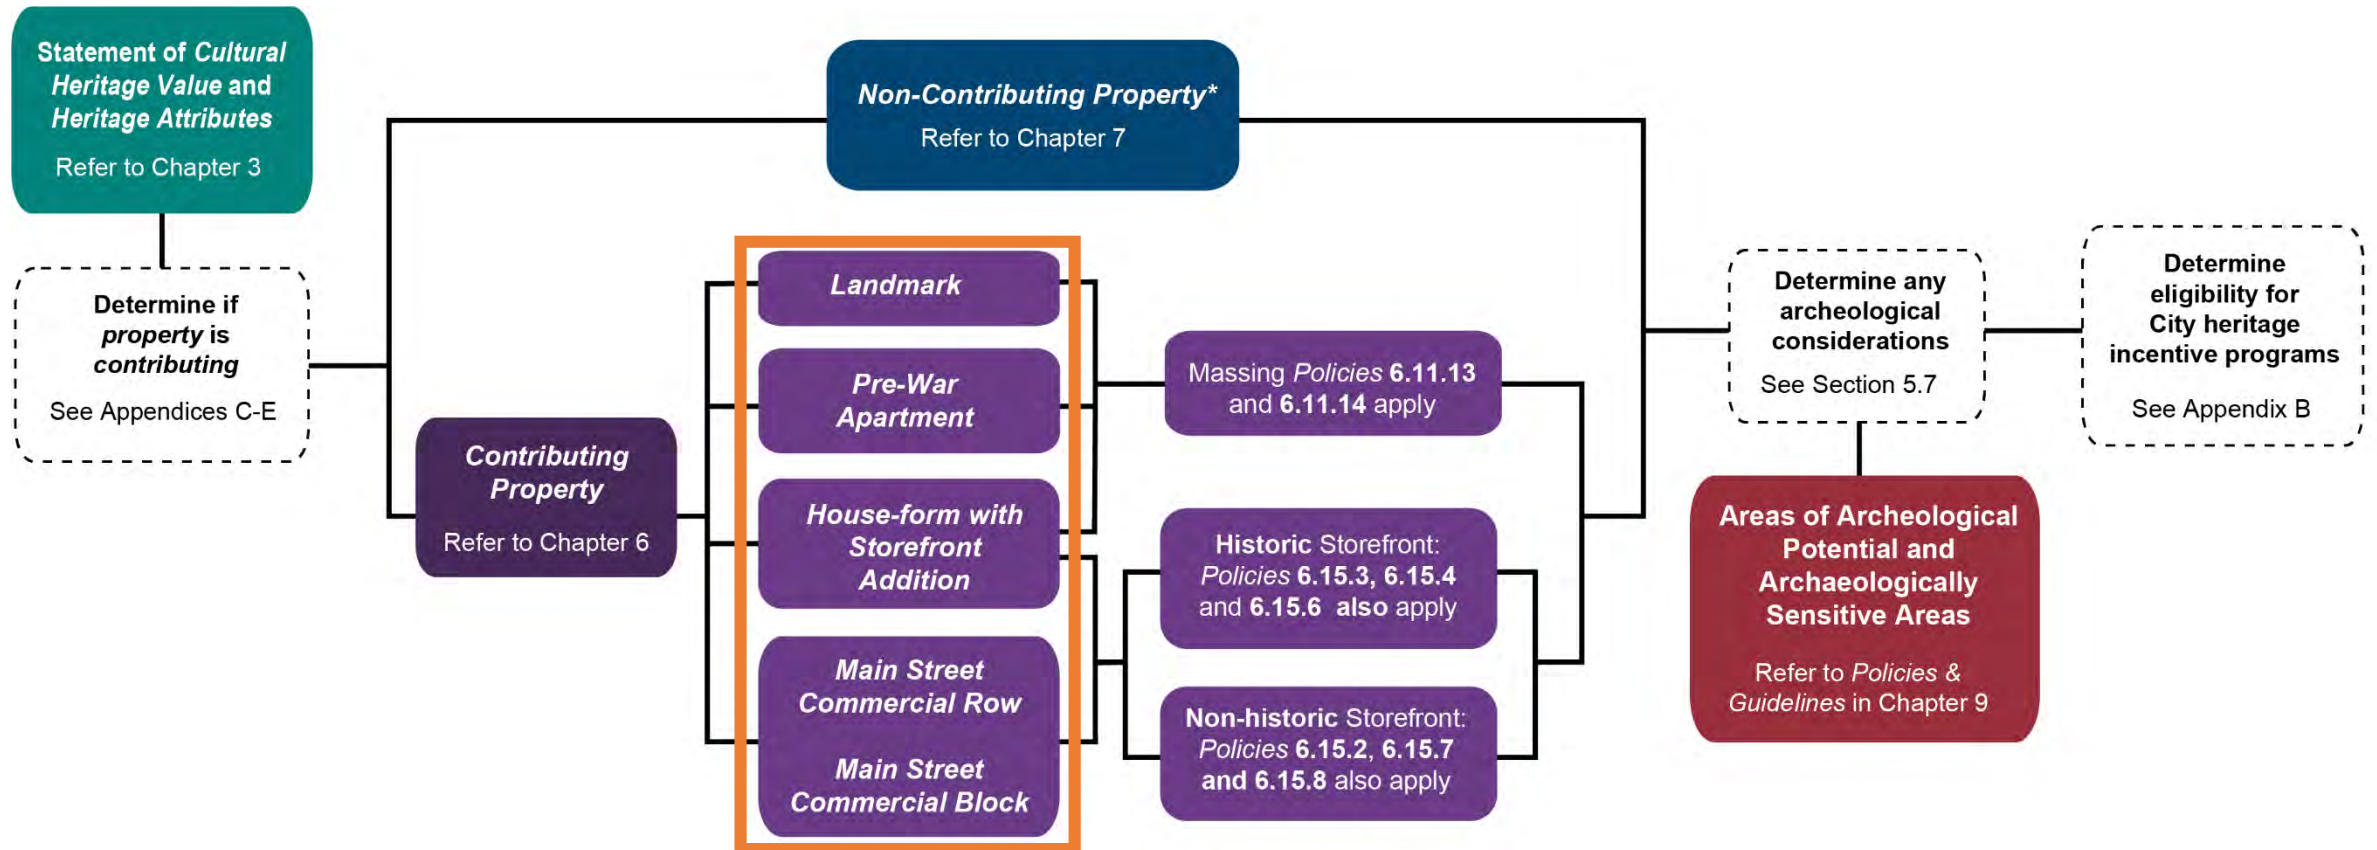 Statement of Cultural
Heritage Value and
Heritage Attributes
Refer to Chapter 3
Determine if
property is
contributing
See Appendices C-E
Non-Contributing Property*
Refer to Chapter 7
Contributing
Property
Refer to Chapter 6
Landmark
Pre-War
Apartment
House-form with
Storefront
Addition
Main Street
Commercial Row
Main Street
Commercial Block
Massing Policies 6.11.13
and 6.11.14 apply
Historic Storefront:
Policies 6.15.3, 6.15.4
and 6.15.6 also apply
Non-historic Storefront:
Policies 6.15.2, 6.15.7
and 6.15.8 also apply
Determine any
archeological
considerations
See Section 5.7
Areas of Archeological
Potential and
Archaeologically
Sensitive Areas
Refer to Policies &
Guidelines in Chapter 9
Determine
eligibility for
City heritage
incentive programs
See Appendix B